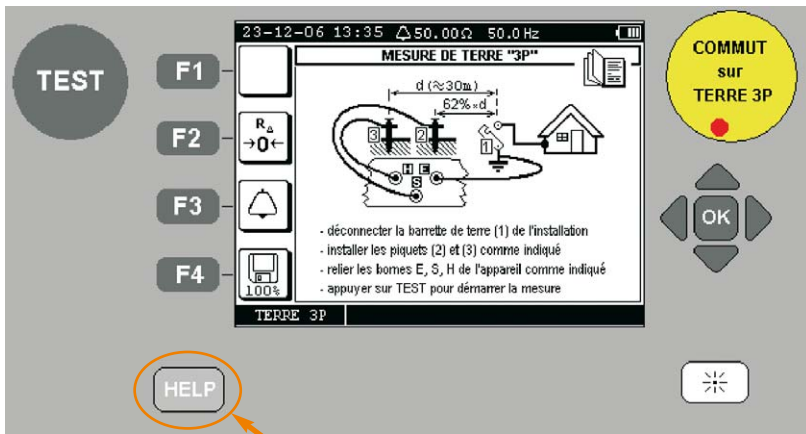 23-12-06 13:35 50.00Ω 50.0Hz
MESURE DE TERRE "3P"
TEST
F1
F2
F3
F4
R△
→0←
100%
d (≈30m)
62%×d
3
2
1
H E
S
- déconnecter la barrette de terre (1) de l'installation
- installer les piquets (2) et (3) comme indiqué
- relier les bornes E, S, H de l'appareil comme indiqué
- appuyer sur TEST pour démarrer la mesure
TERRE 3P
COMMUT
sur
TERRE 3P
OK
HELP